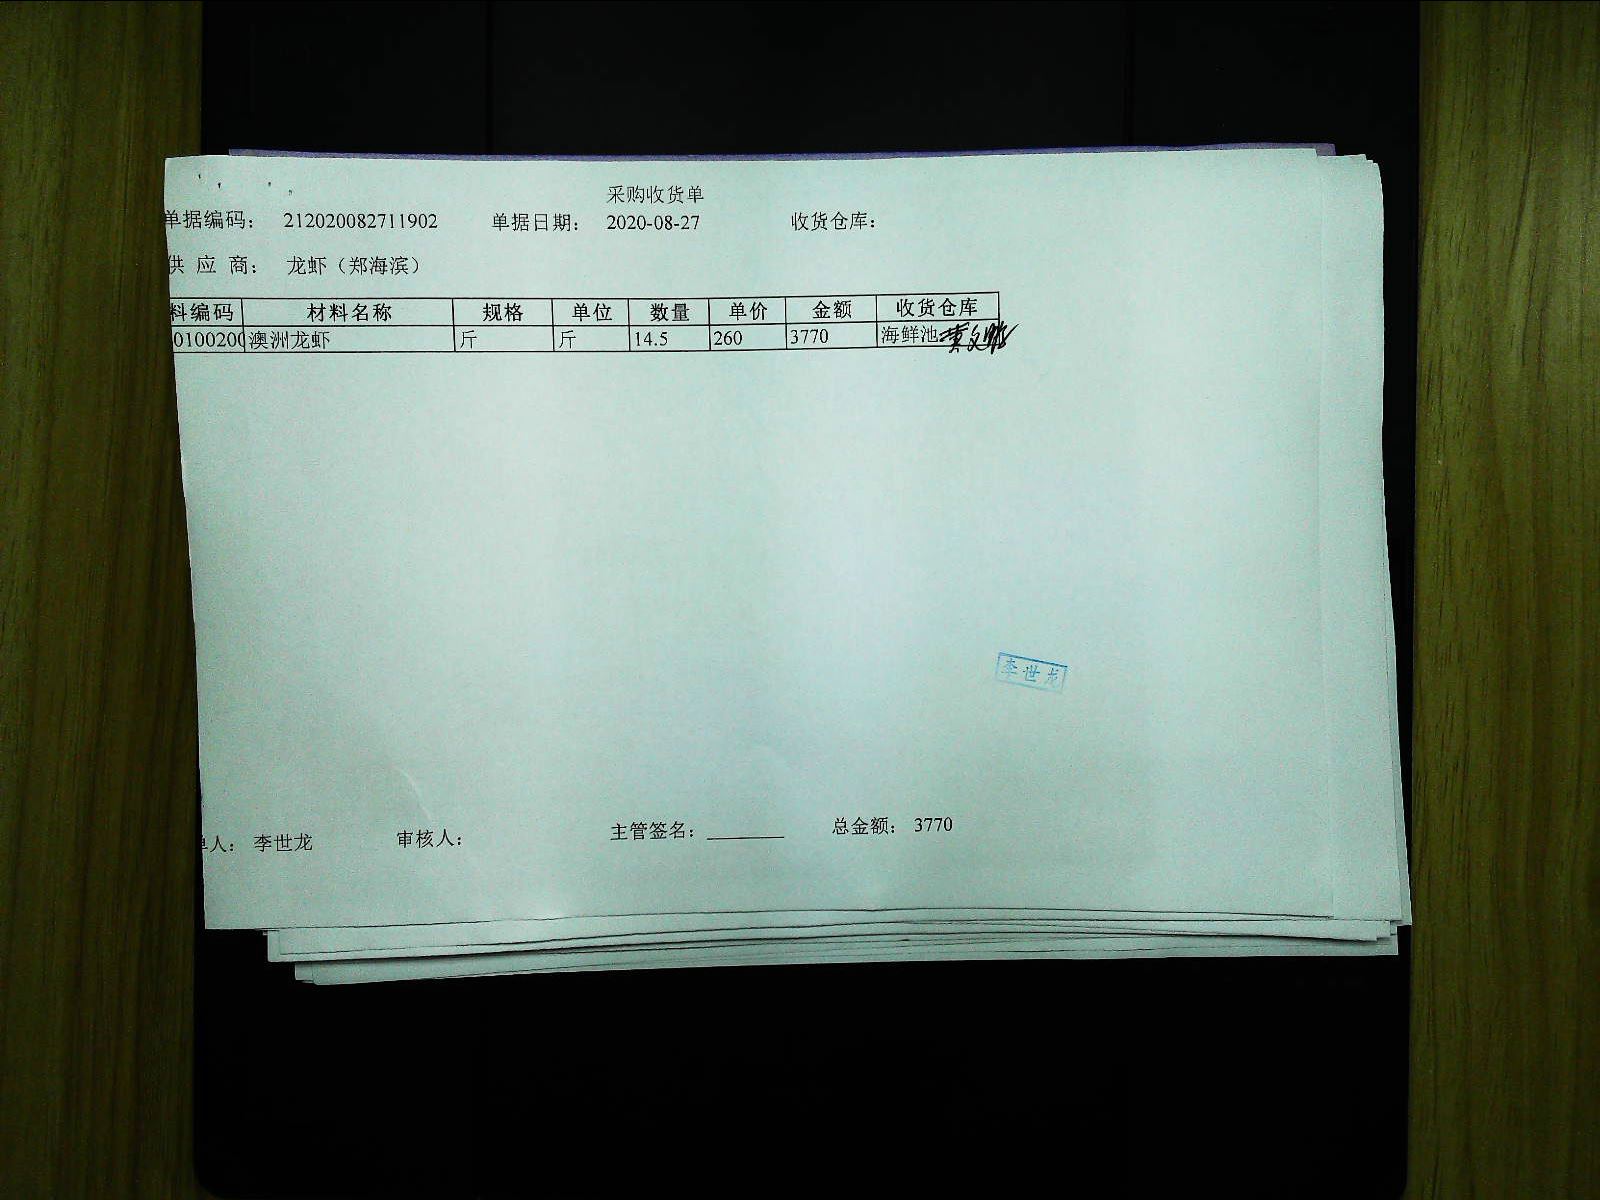 采购收货单
单据编码： 212020082711902 单据日期： 2020-08-27 收货仓库：
供 应 商： 龙虾（郑海滨）
料编码 材料名称 规格 单位 数量 单价 金额 收货仓库
0100200 澳洲龙虾 斤 斤 14.5 260 3770 海鲜池
李世龙
单人： 李世龙 审核人： 主管签名：________ 总金额： 3770